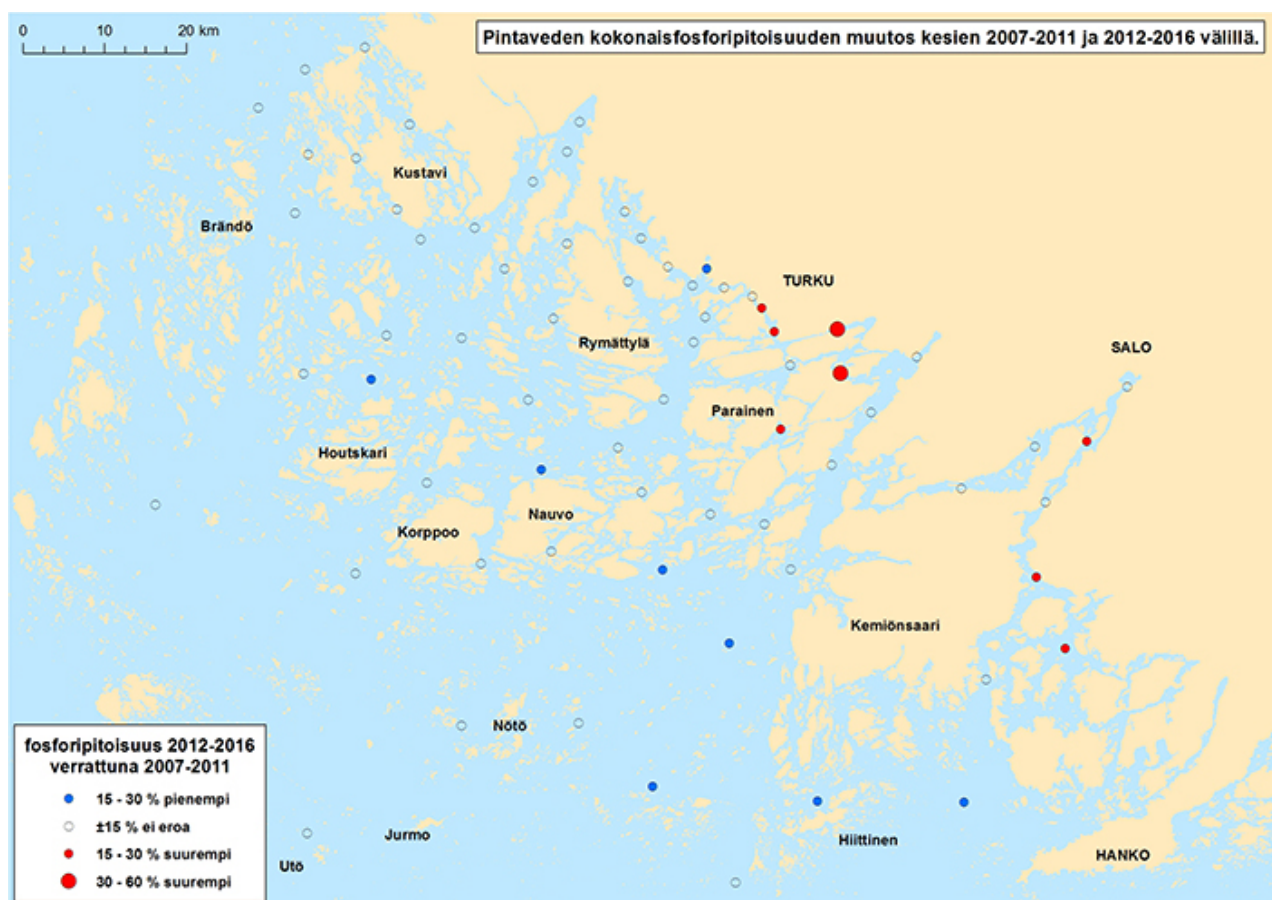 0 10 20 km
Pintaveden kokonaisfosforipitoisuuden muutos kesien 2007-2011 ja 2012-2016 välillä.
Kustavi
Brändö
TURKU
Rymättylä
SALO
Parainen
Houtskari
Nauvo
Korppoo
Kemiönsaari
Nötö
fosforipitoisuus 2012-2016
verrattuna 2007-2011
15 - 30 % pienempi
±15 % ei eroa
15 - 30 % suurempi
30 - 60 % suurempi
Jurmo
Hiittinen
HANKO
Utö